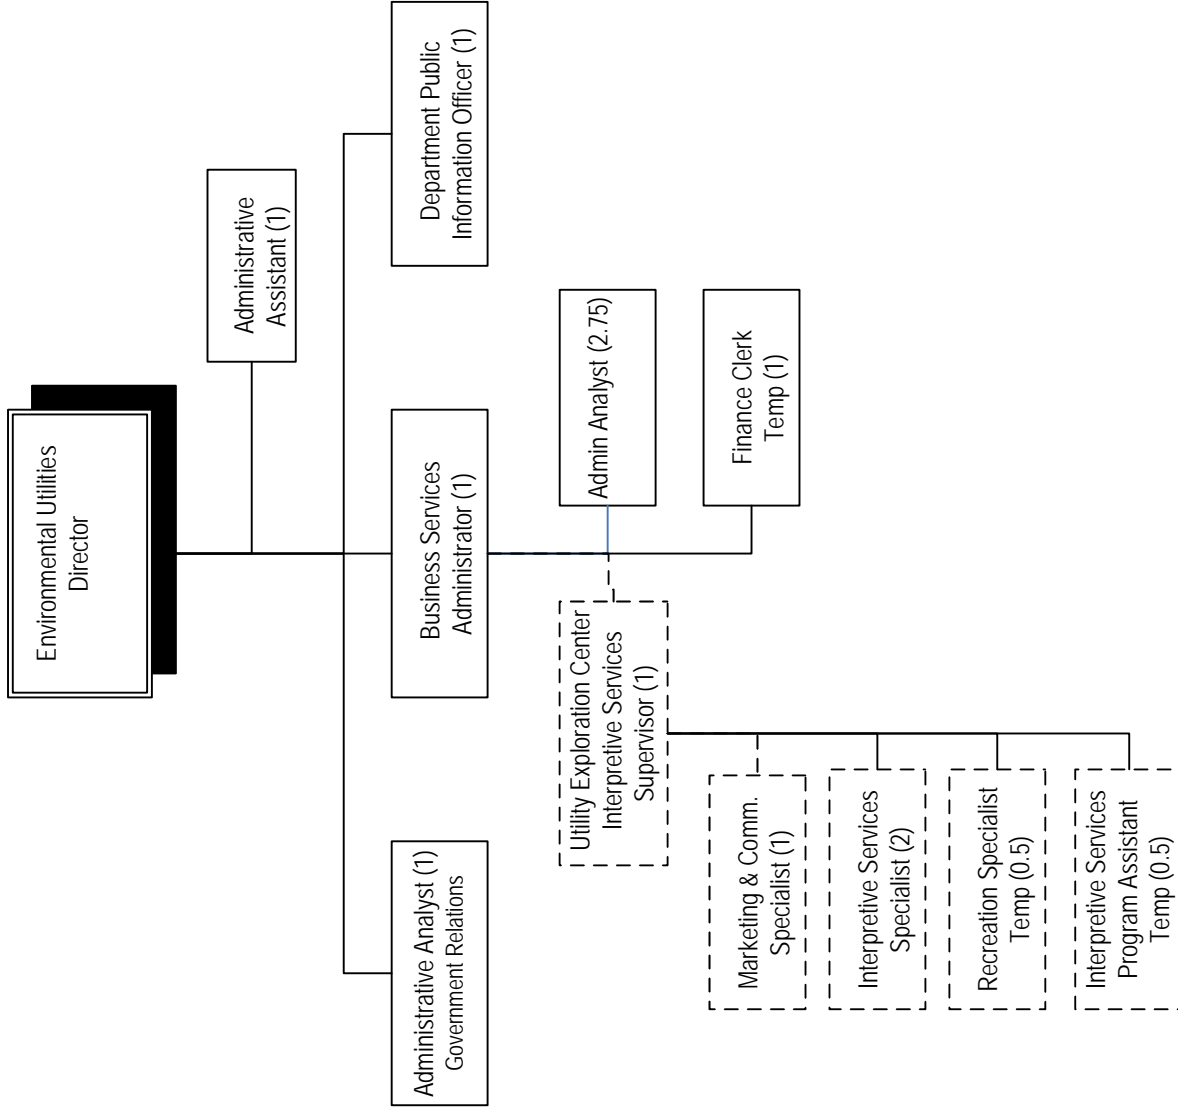 Environmental Utilities
Director
Administrative
Assistant (1)
Administrative Analyst (1)
Government Relations
Business Services
Administrator (1)
Department Public
Information Officer (1)
Utility Exploration Center
Interpretive Services
Supervisor (1)
Admin Analyst (2.75)
Finance Clerk
Temp (1)
Marketing & Comm.
Specialist (1)
Interpretive Services
Specialist (2)
Recreation Specialist
Temp (0.5)
Interpretive Services
Program Assistant
Temp (0.5)